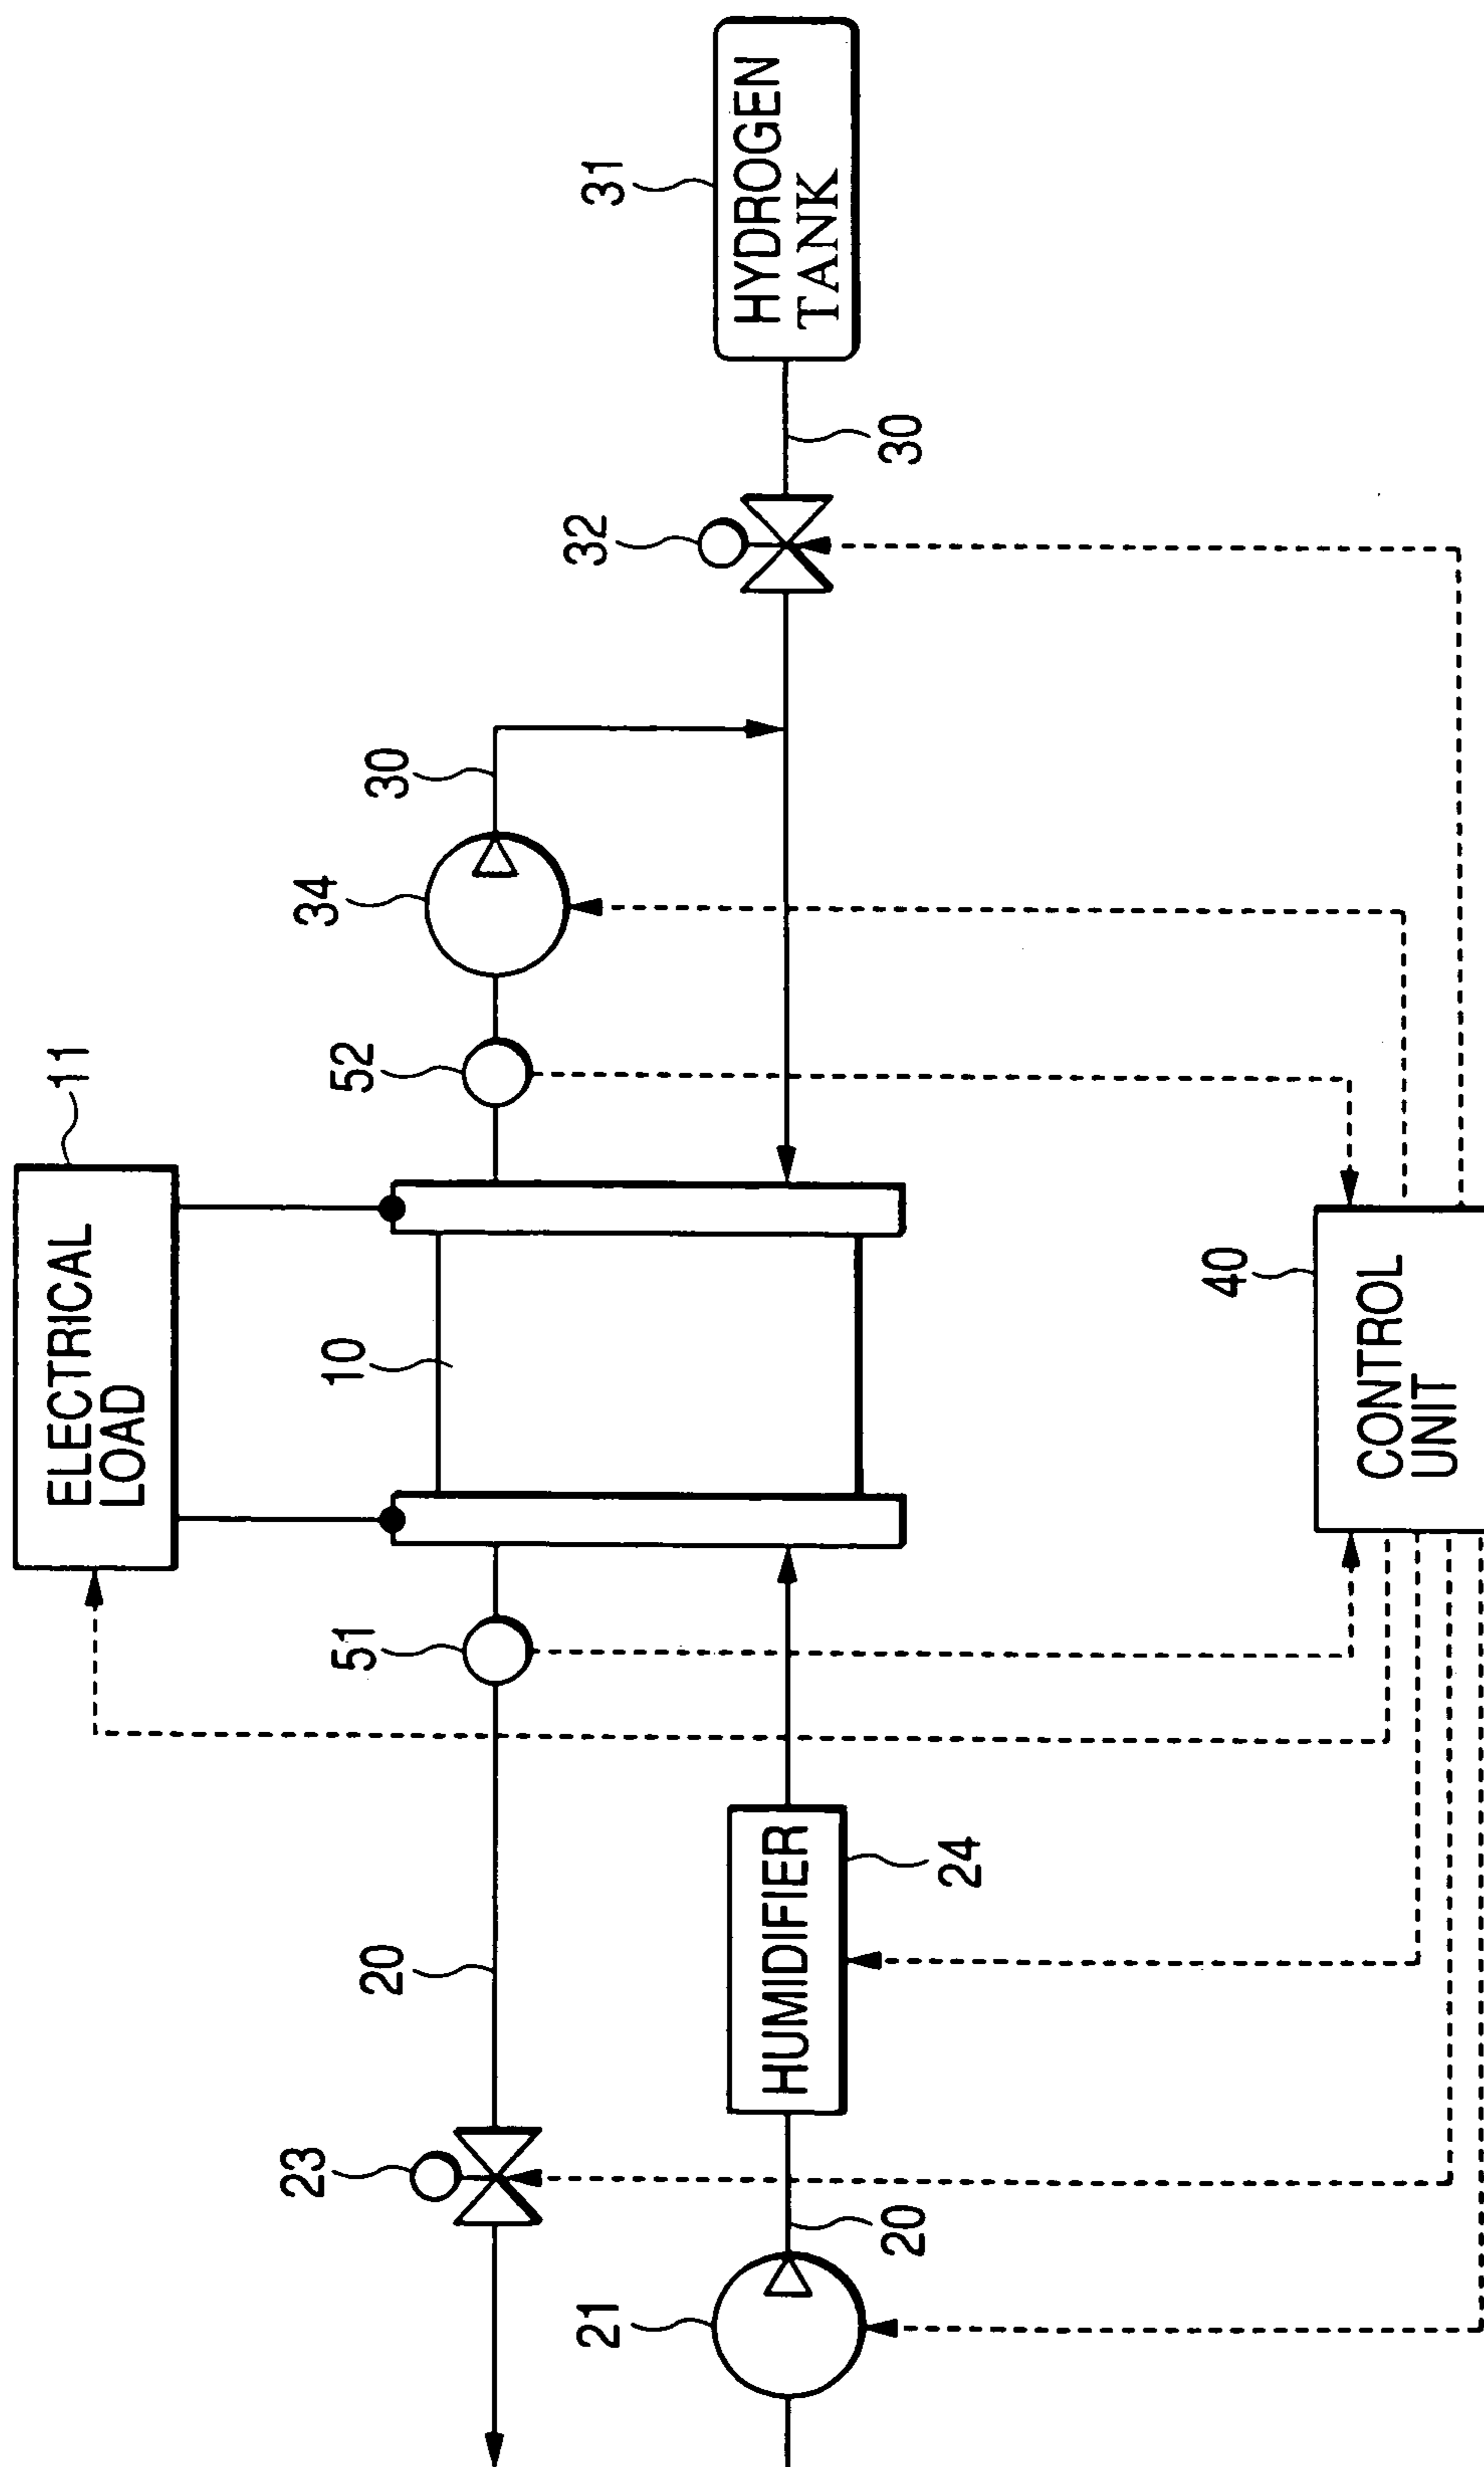 ELECTRICAL
LOAD
11
10
51
52
34
30
32
31
HYDROGEN
TANK
30
23
20
21
20
HUMIDIFIER
24
40
CONTROL
UNIT